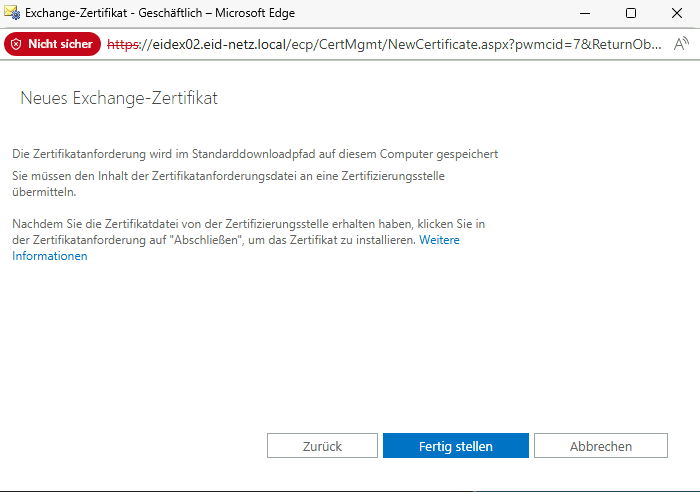 Exchange-Zertifikat - Geschäftlich – Microsoft Edge
Nicht sicher https://eidex02.eid-netz.local/ecp/CertMgmt/NewCertificate.aspx?pwmcid=7&ReturnOb...
Neues Exchange-Zertifikat
Die Zertifikatanforderung wird im Standarddownloadpfad auf diesem Computer gespeichert
Sie müssen den Inhalt der Zertifikatanforderungsdatei an eine Zertifizierungsstelle
übermitteln.
Nachdem Sie die Zertifikatdatei von der Zertifizierungsstelle erhalten haben, klicken Sie in
der Zertifikatanforderung auf "Abschließen", um das Zertifikat zu installieren. Weitere
Informationen
Zurück Fertig stellen Abbrechen